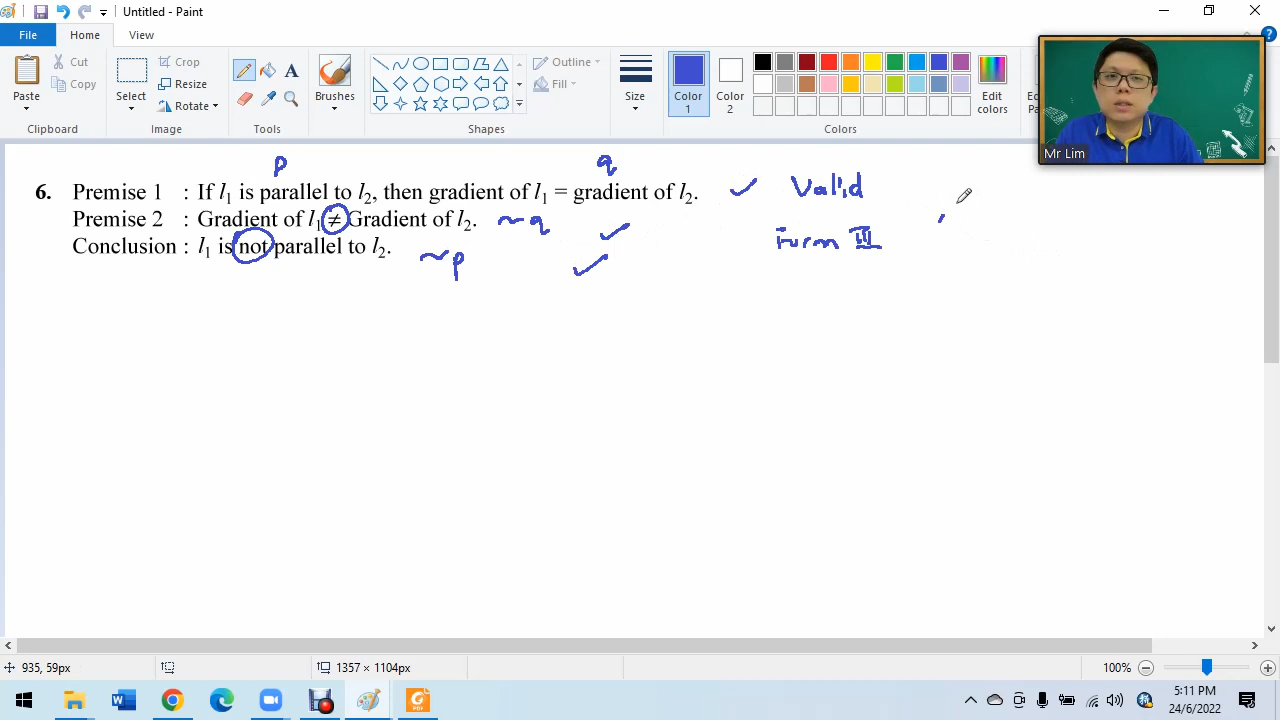 Untitled - Paint
File Home View
Paste Cut Copy Clipboard
Select Crop Resize Rotate Image
Tools
Brushes
Outline Fill Shapes
Size
Color 1 Color 2 Edit colors Colors
Mr Lim
p q
6. Premise 1 : If l₁ is parallel to l₂, then gradient of l₁ = gradient of l₂. ✓ Valid
Premise 2 : Gradient of l₁ ≠ Gradient of l₂. ~q ✓
Form III
Conclusion : l₁ is not parallel to l₂. ~p ✓
935, 59px 1357 × 1104px 100%
5:11 PM
24/6/2022